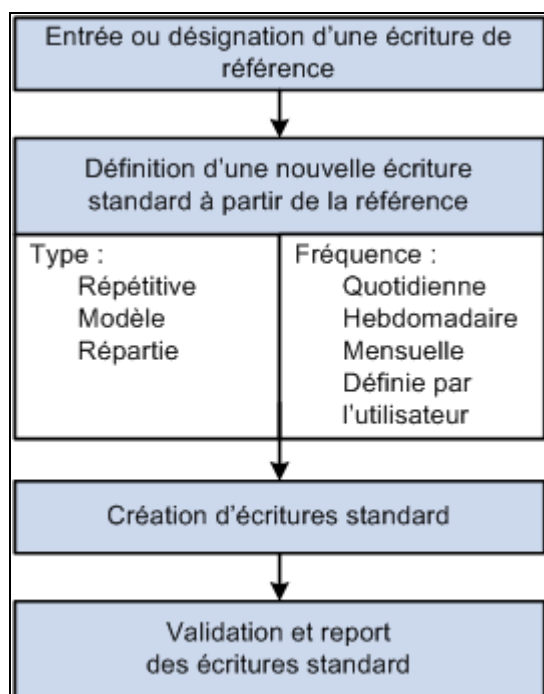 Entrée ou désignation d'une écriture de
référence
Définition d'une nouvelle écriture
standard à partir de la référence
Type :
Répétitive
Modèle
Répartie
Fréquence :
Quotidienne
Hebdomadaire
Mensuelle
Définie par
l'utilisateur
Création d'écritures standard
Validation et report
des écritures standard